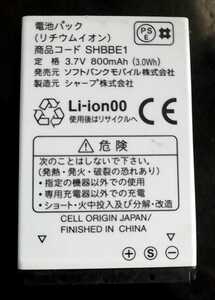 電池パック
(リチウムイオン)
商品コード SHBBE1
定 格 3.7V 800mAh (3.0Wh)
発売元 ソフトバンクモバイル株式会社
製造元 シャープ株式会社
PS
E
Li-ion00
使用後はリサイクルへ
CE
⚠ 危 険
次のことはしないでください。
(発熱・発火・破裂の恐れあり)
・指定機器以外での使用
・専用充電器以外での充電
・ショート・火中投入及び分解・改造
CELL ORIGIN JAPAN/
FINISHED IN CHINA
+ S -